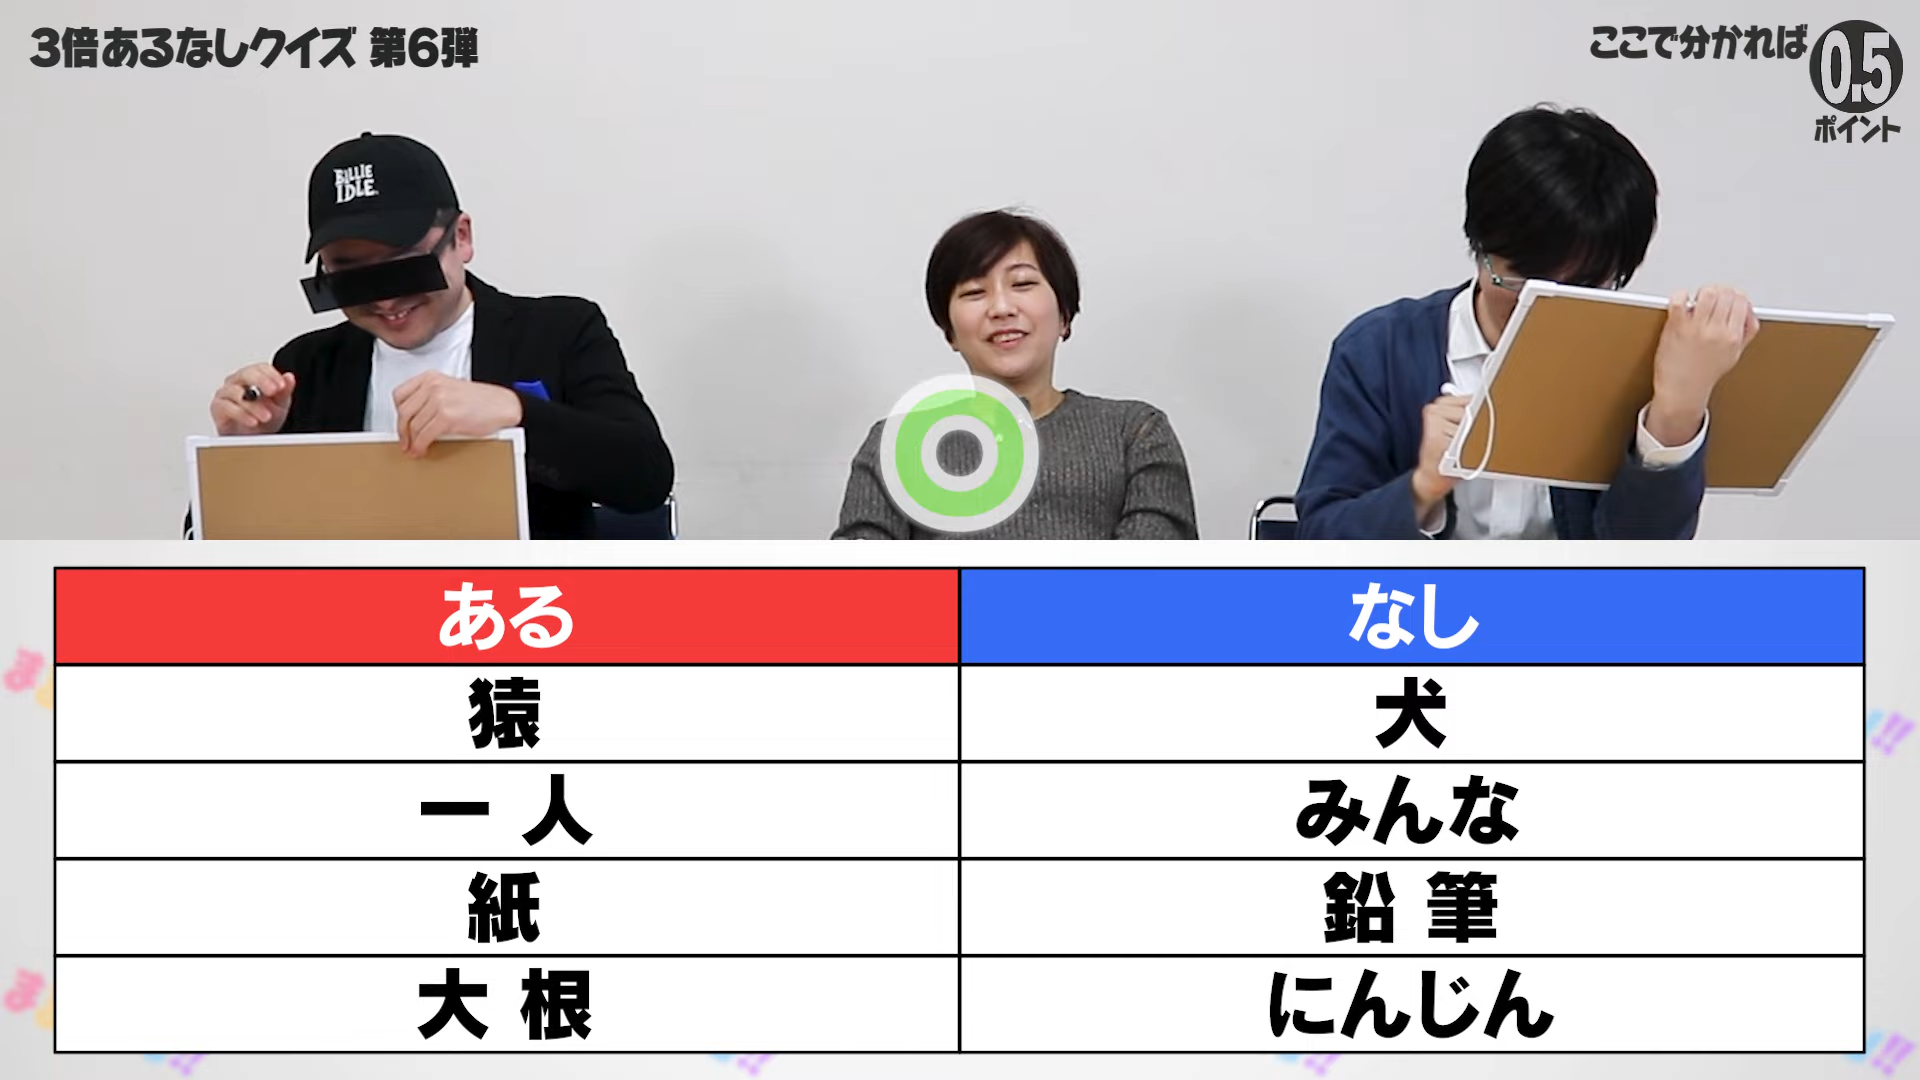 3倍あるなしクイズ 第6弾
ここで分かれば
0.5
ポイント
BILLIE
IDLE
ある なし
猿 犬
一人 みんな
紙 鉛筆
大根 にんじん